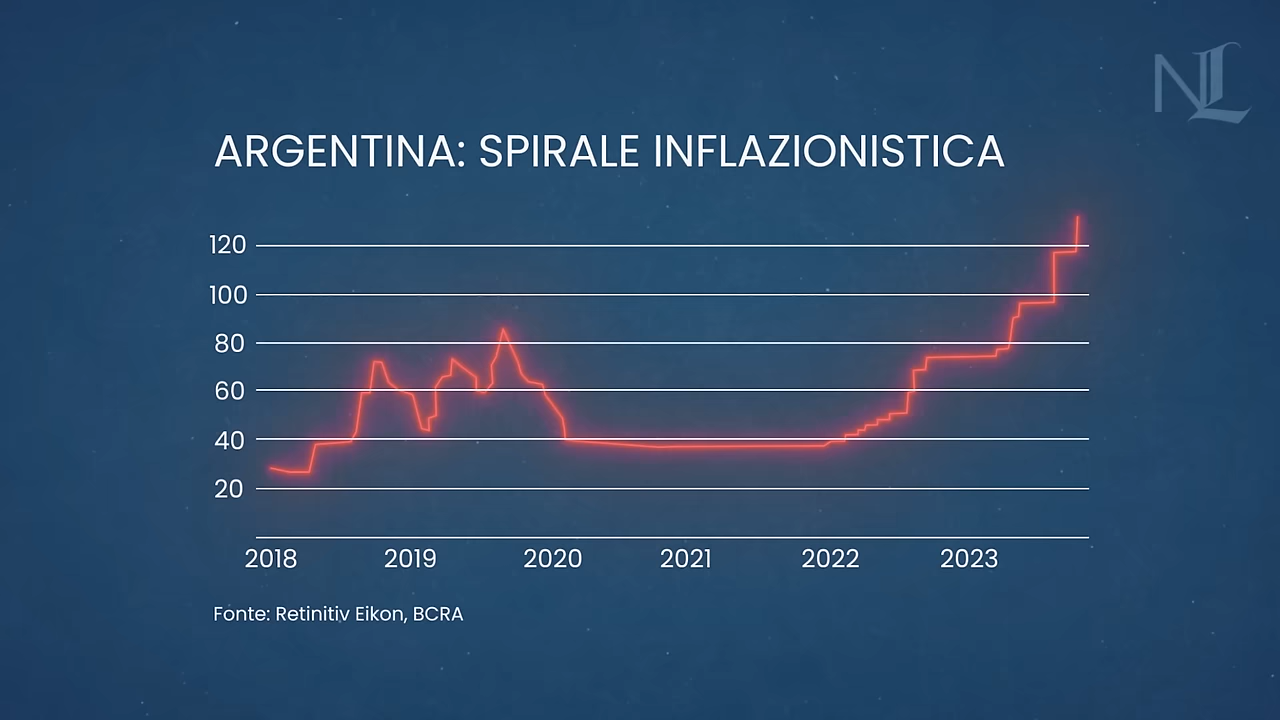 NL
ARGENTINA: SPIRALE INFLAZIONISTICA
120
100
80
60
40
20
2018 2019 2020 2021 2022 2023
Fonte: Retinitiv Eikon, BCRA